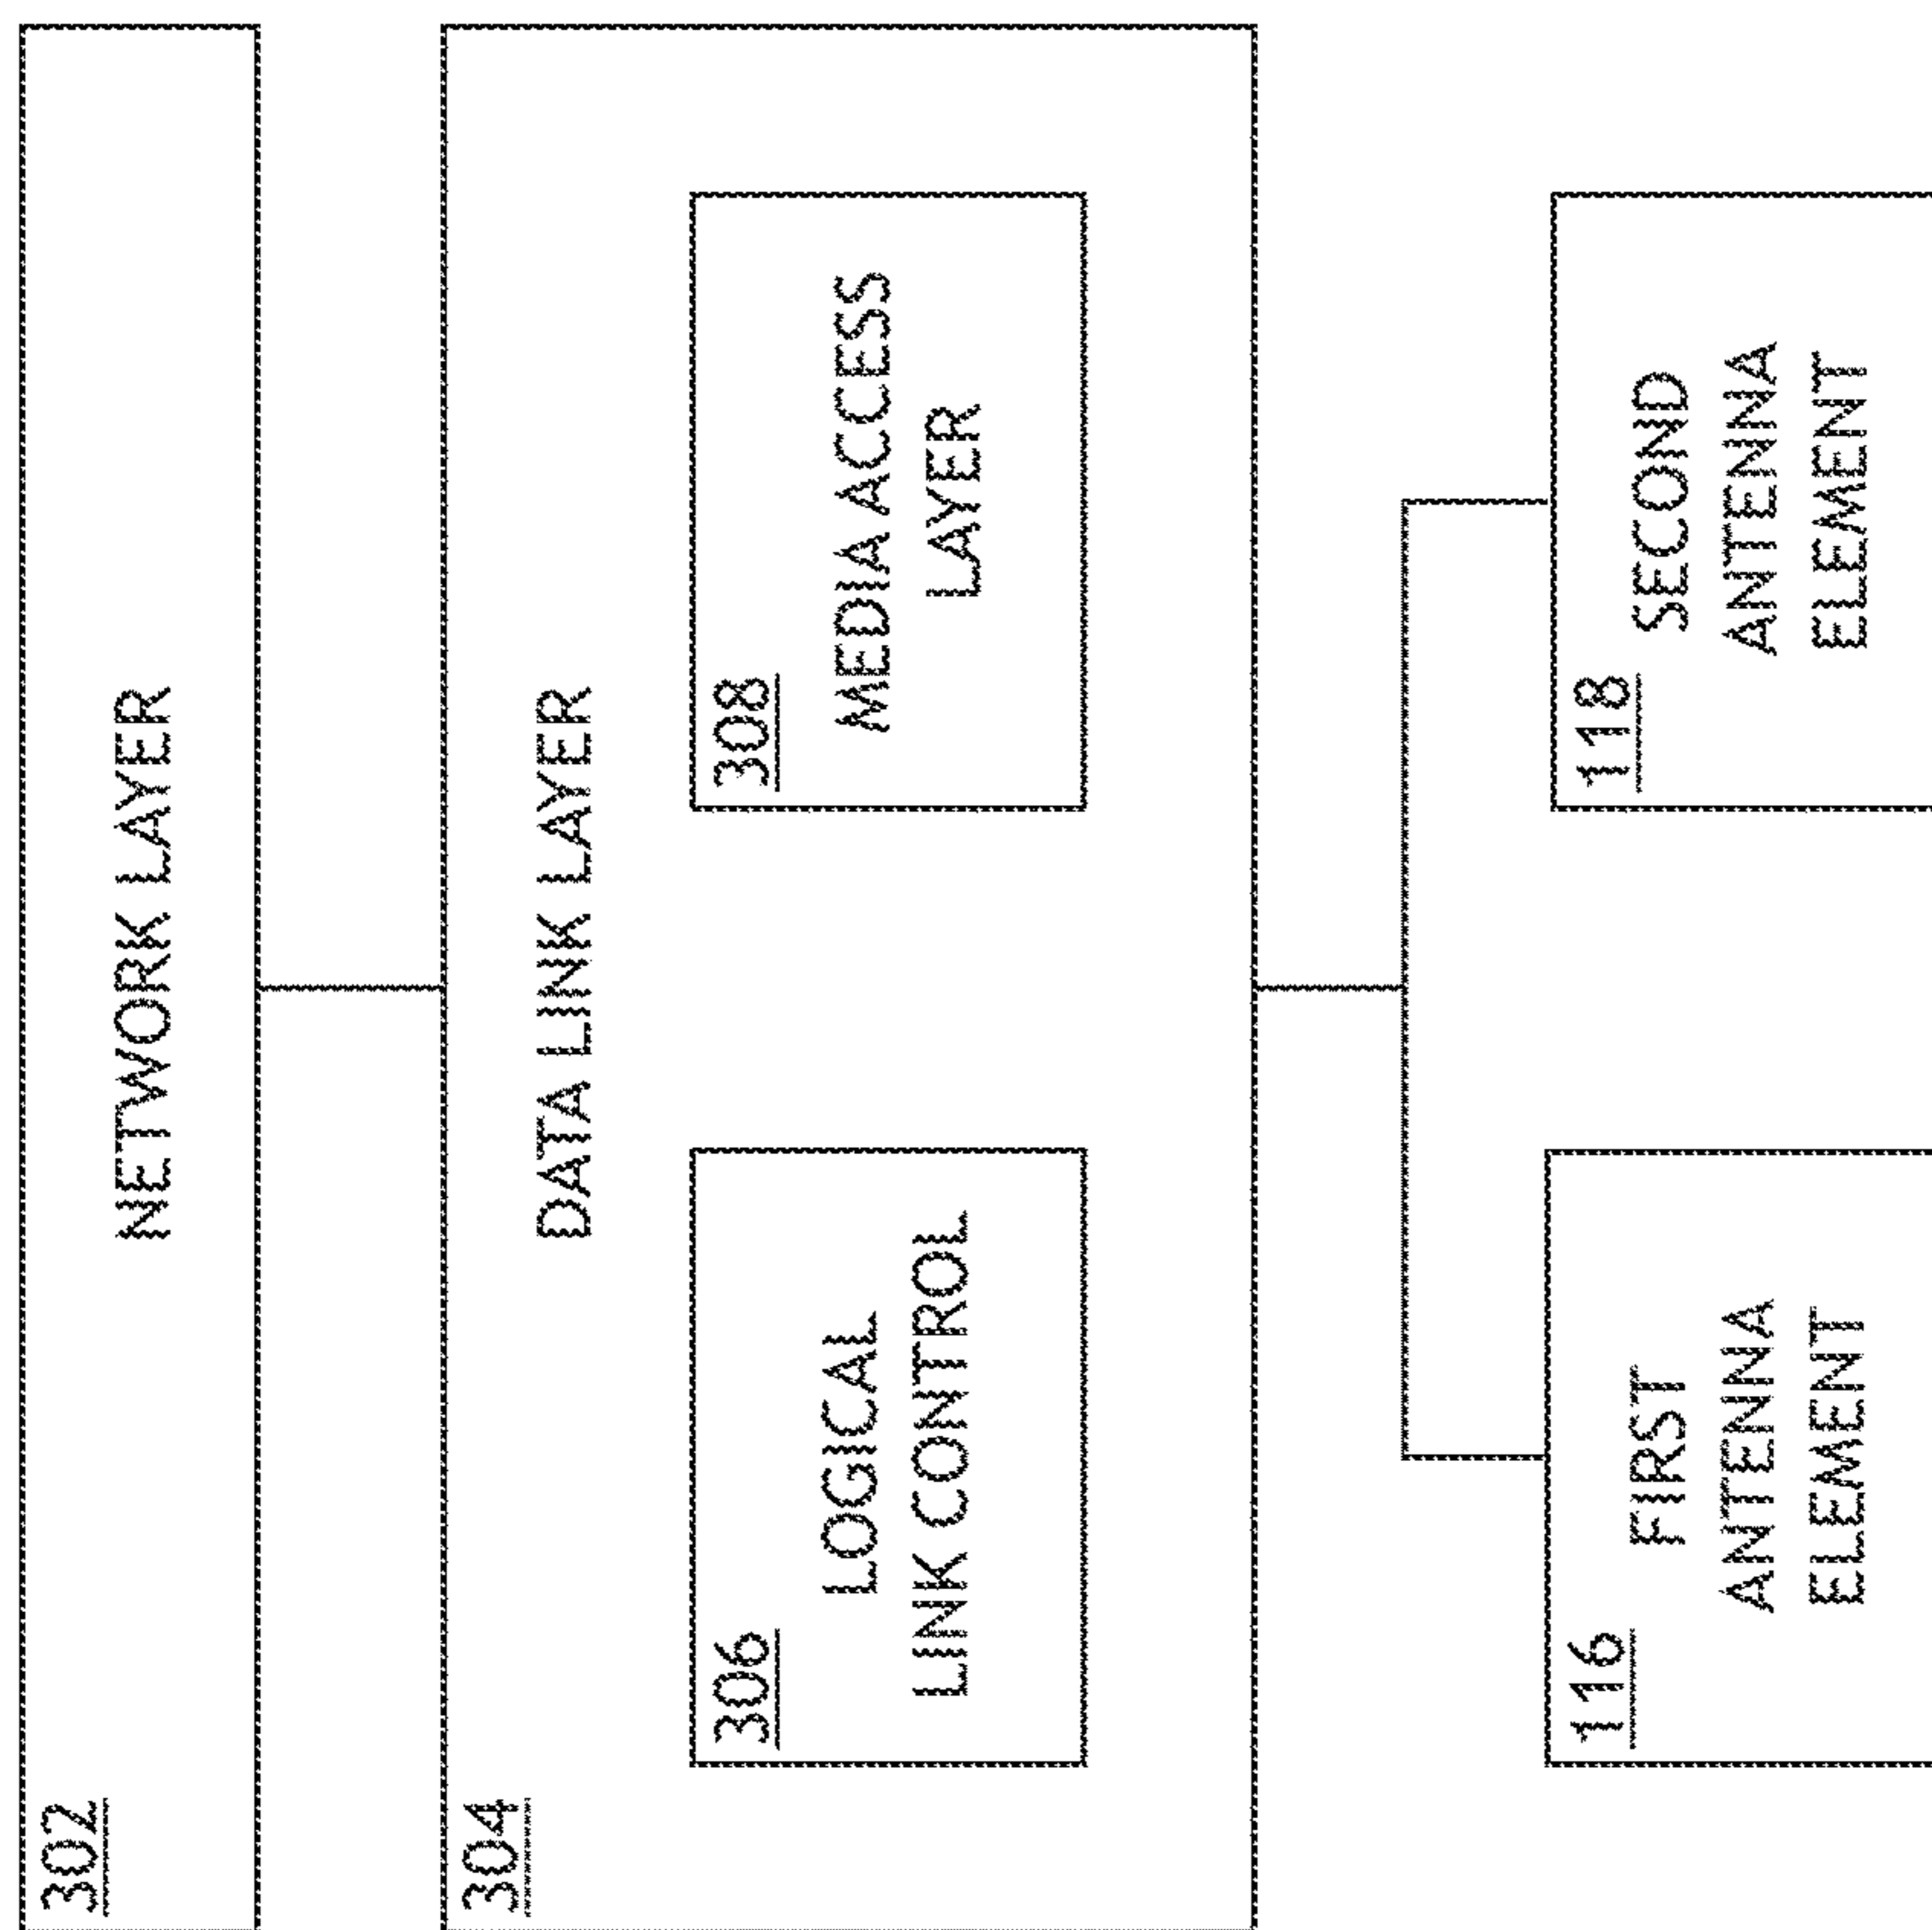 302
NETWORK LAYER
304
DATA LINK LAYER
306
LOGICAL
LINK CONTROL
308
MEDIA ACCESS
LAYER
116
FIRST
ANTENNA
ELEMENT
118
SECOND
ANTENNA
ELEMENT